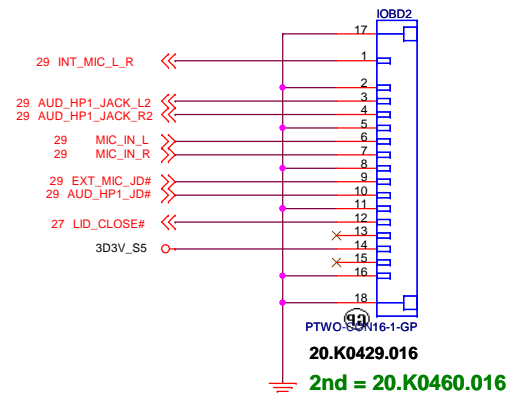 IOBD2
17
29 INT_MIC_L_R 1
2
29 AUD_HP1_JACK_L2 3
29 AUD_HP1_JACK_R2 4
5
29 MIC_IN_L 6
29 MIC_IN_R 7
8
29 EXT_MIC_JD# 9
29 AUD_HP1_JD# 10
11
27 LID_CLOSE# 12
13
3D3V_S5 14
15
16
18
GP
PTWO-CON16-1-GP
20.K0429.016
2nd = 20.K0460.016